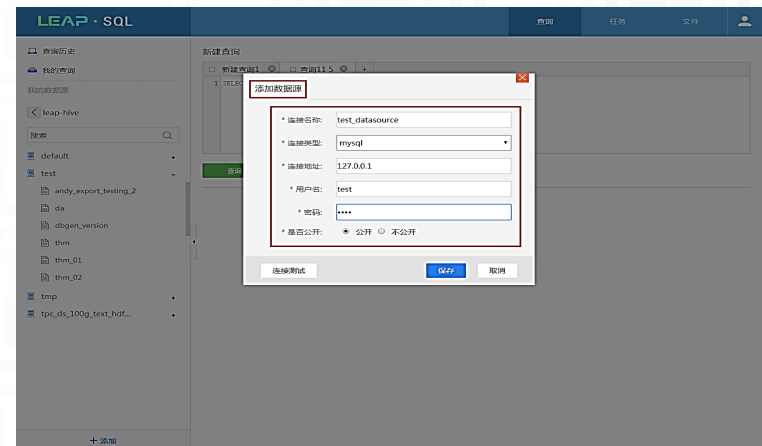 LEAP · SQL
查询
任务
文件
查询历史
我的查询
我的数据源
leap-hive
搜索
default
test
andy_export_testing_2
da
dbgen_version
thm
thm_01
thm_02
tmp
tpc_ds_100g_text_hdf...
+ 添加
新建查询
新建查询1
查询11 5
+
1 SELEC
查询
添加数据源
* 连接名称: test_datasource
* 连接类型: mysql
* 连接地址: 127.0.0.1
* 用户名: test
* 密码: ••••
* 是否公开: 公开 不公开
连接测试
保存
取消